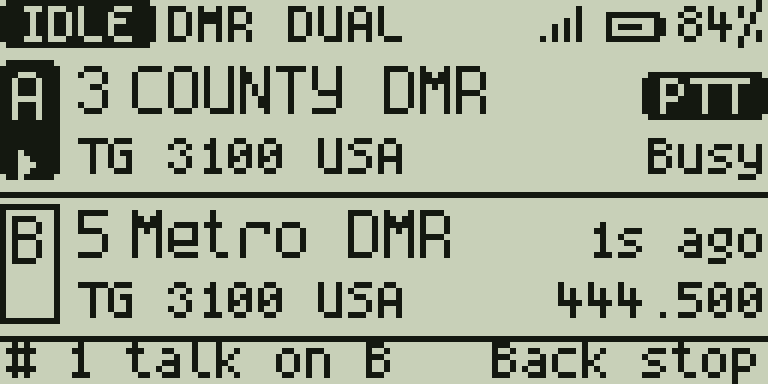 IDLE DMR DUAL 84%
A 3 COUNTY DMR PTT
TG 3100 USA Busy
B 5 Metro DMR 1s ago
TG 3100 USA 444.500
# 1 talk on B Back stop